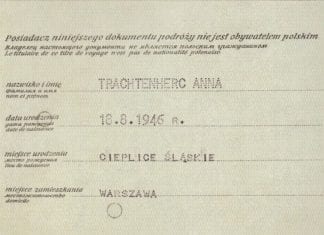 Posiadacz niniejszego dokumentu podróży nie jest obywatelem polskim
Владелец настоящего документа не является польским гражданином
Le titulaire de ce titre de voyage n'est pas de nationalité polonaise
nazwisko i imię
фамилия и имя
nom et prénom
TRACHTENHERC ANNA
data urodzenia
дата рождения
date de naissance
18.8.1946 r.
miejsce urodzenia
место рождения
lieu de naissance
CIEPLICE ŚLĄSKIE
miejsce zamieszkania
местожительство
domicile
WARSZAWA